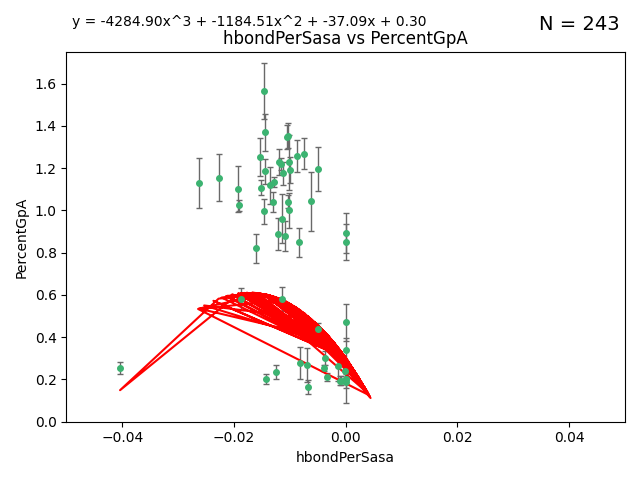 y = -4284.90x^3 + -1184.51x^2 + -37.09x + 0.30
N = 243
hbondPerSasa vs PercentGpA
PercentGpA
1.6
1.4
1.2
1.0
0.8
0.6
0.4
0.2
0.0
−0.04 −0.02 0.00 0.02 0.04
hbondPerSasa